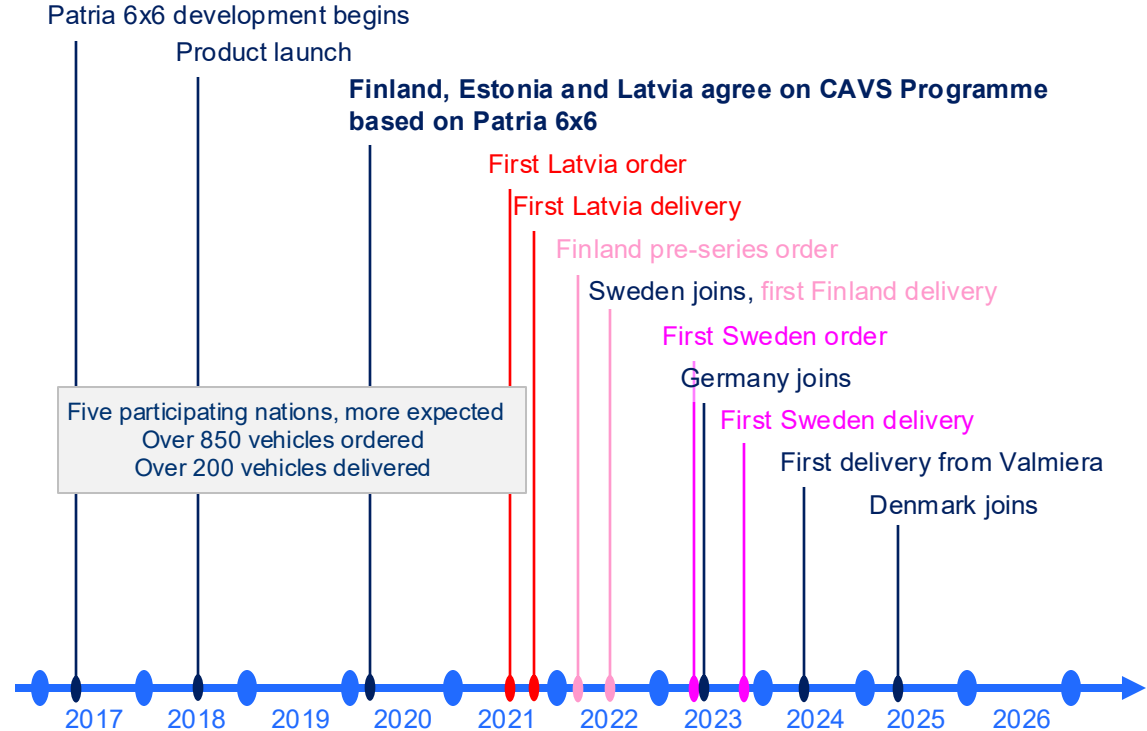 Patria 6x6 development begins
Product launch
Finland, Estonia and Latvia agree on CAVS Programme
based on Patria 6x6
First Latvia order
First Latvia delivery
Finland pre-series order
Sweden joins, first Finland delivery
First Sweden order
Germany joins
Five participating nations, more expected
Over 850 vehicles ordered
Over 200 vehicles delivered
First Sweden delivery
First delivery from Valmiera
Denmark joins
2017 2018 2019 2020 2021 2022 2023 2024 2025 2026